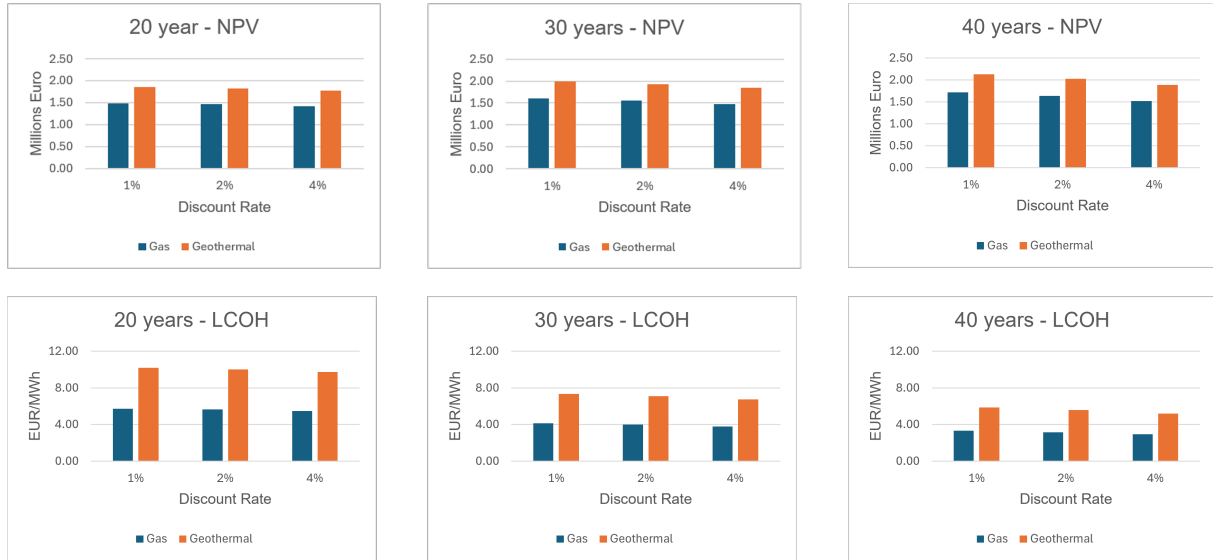 20 year - NPV
Millions Euro
2.50
2.00
1.50
1.00
0.50
0.00
1% 2% 4%
Discount Rate
Gas Geothermal
30 years - NPV
Millions Euro
2.50
2.00
1.50
1.00
0.50
0.00
1% 2% 4%
Discount Rate
Gas Geothermal
40 years - NPV
Millions Euro
2.50
2.00
1.50
1.00
0.50
0.00
1% 2% 4%
Discount Rate
Gas Geothermal
20 years - LCOH
EUR/MWh
12.00
8.00
4.00
0.00
1% 2% 4%
Discount Rate
Gas Geothermal
30 years - LCOH
EUR/MWh
12.00
8.00
4.00
0.00
1% 2% 4%
Discount Rate
Gas Geothermal
40 years - LCOH
EUR/MWh
12.00
8.00
4.00
0.00
1% 2% 4%
Discount Rate
Gas Geothermal